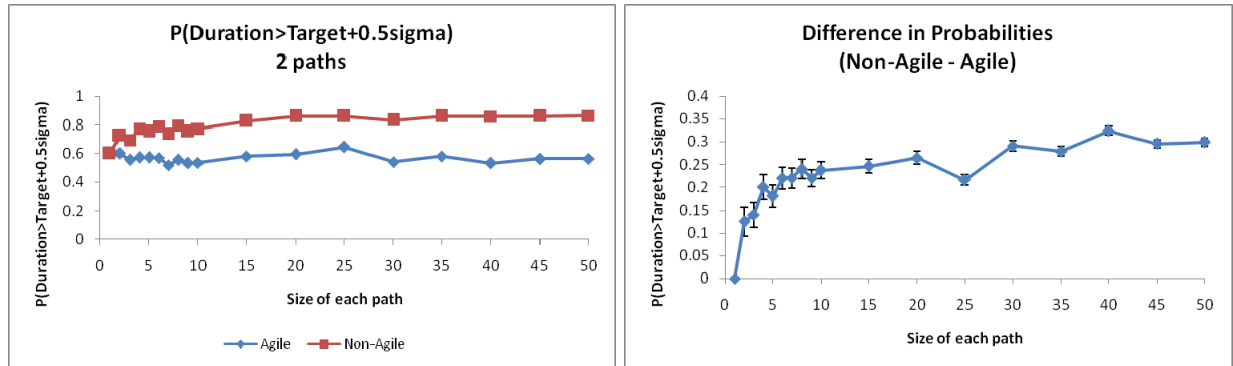 P(Duration>Target+0.5sigma)
2 paths
P(Duration>Target+0.5sigma)
1
0.8
0.6
0.4
0.2
0
0 5 10 15 20 25 30 35 40 45 50
Size of each path
Agile Non-Agile
Difference in Probabilities
(Non-Agile - Agile)
P(Duration>Target+0.5sigma)
0.4
0.35
0.3
0.25
0.2
0.15
0.1
0.05
0
0 5 10 15 20 25 30 35 40 45 50
Size of each path